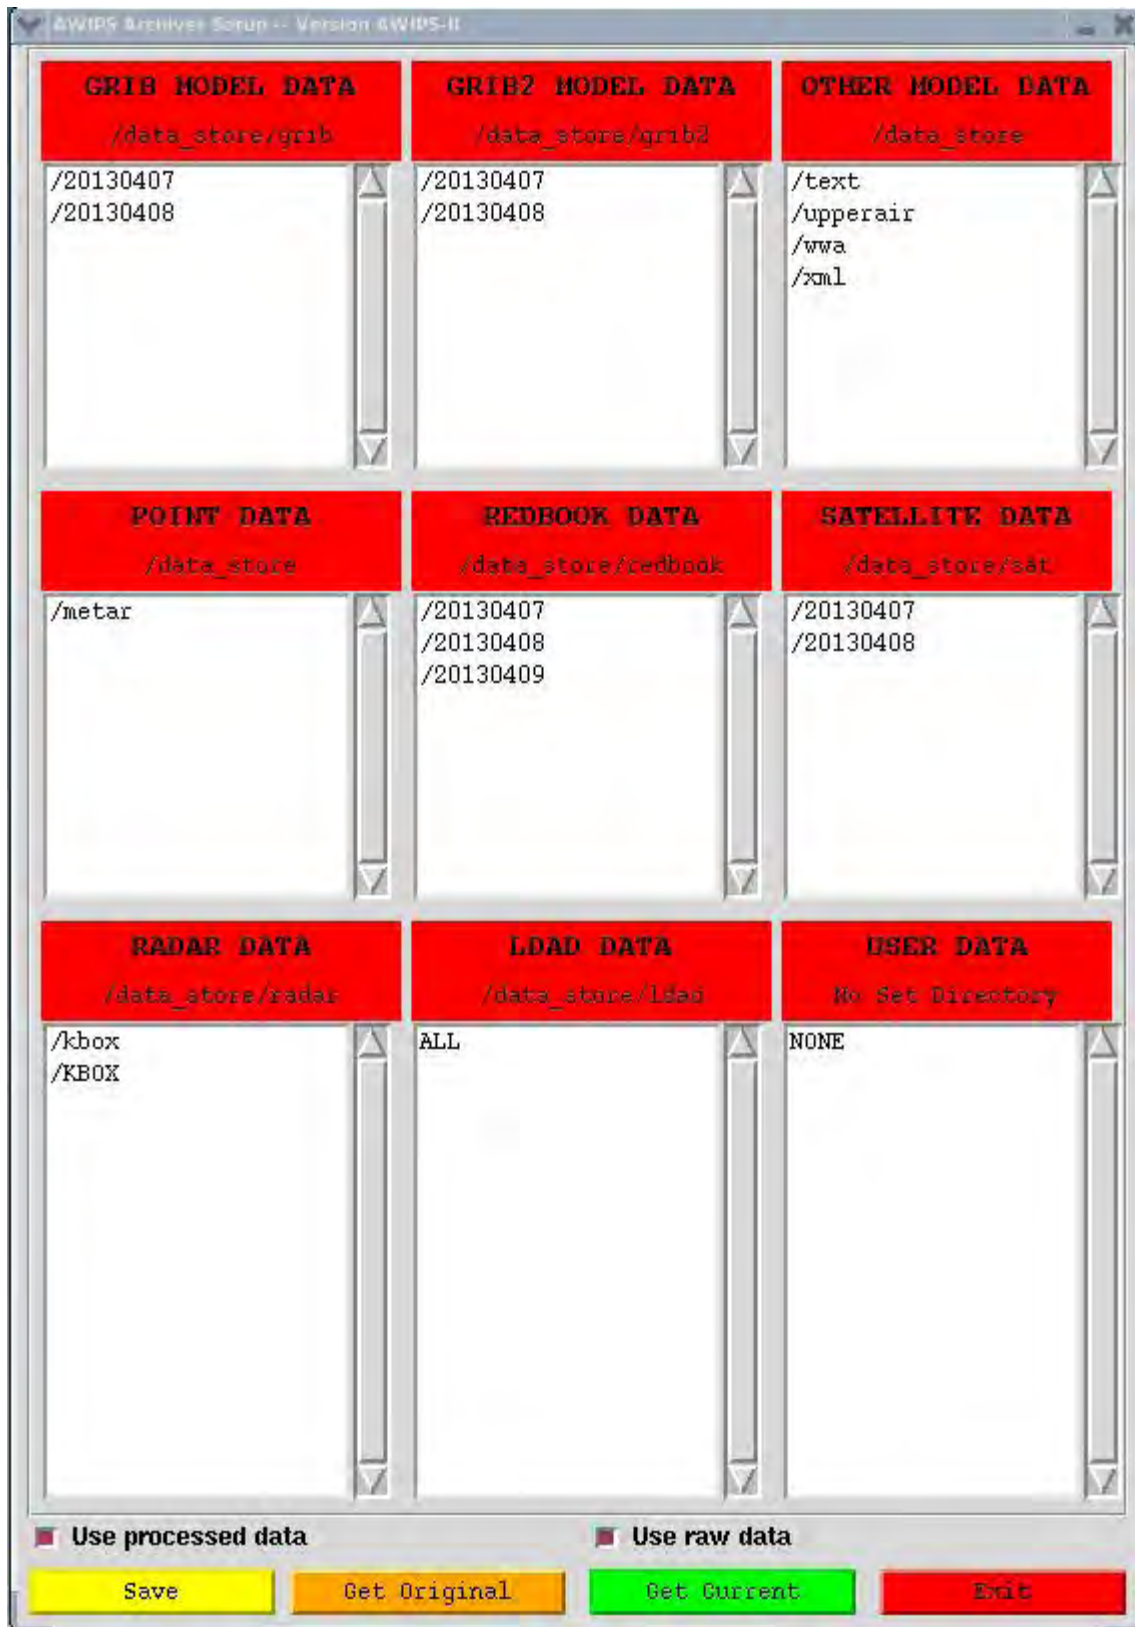 AWIPS Archiver Setup -- Version AWIPS-II
GRIB MODEL DATA
/data_store/grib
/20130407
/20130408
GRIB2 MODEL DATA
/data_store/grib2
/20130407
/20130408
OTHER MODEL DATA
/data_store
/text
/upperair
/wwa
/xml
POINT DATA
/data_store
/metar
REDBOOK DATA
/data_store/redbook
/20130407
/20130408
/20130409
SATELLITE DATA
/data_store/sat
/20130407
/20130408
RADAR DATA
/data_store/radar
/kbox
/KBOX
LDAD DATA
/data_store/ldad
ALL
USER DATA
No Set Directory
NONE
Use processed data
Use raw data
Save
Get Original
Get Current
Exit